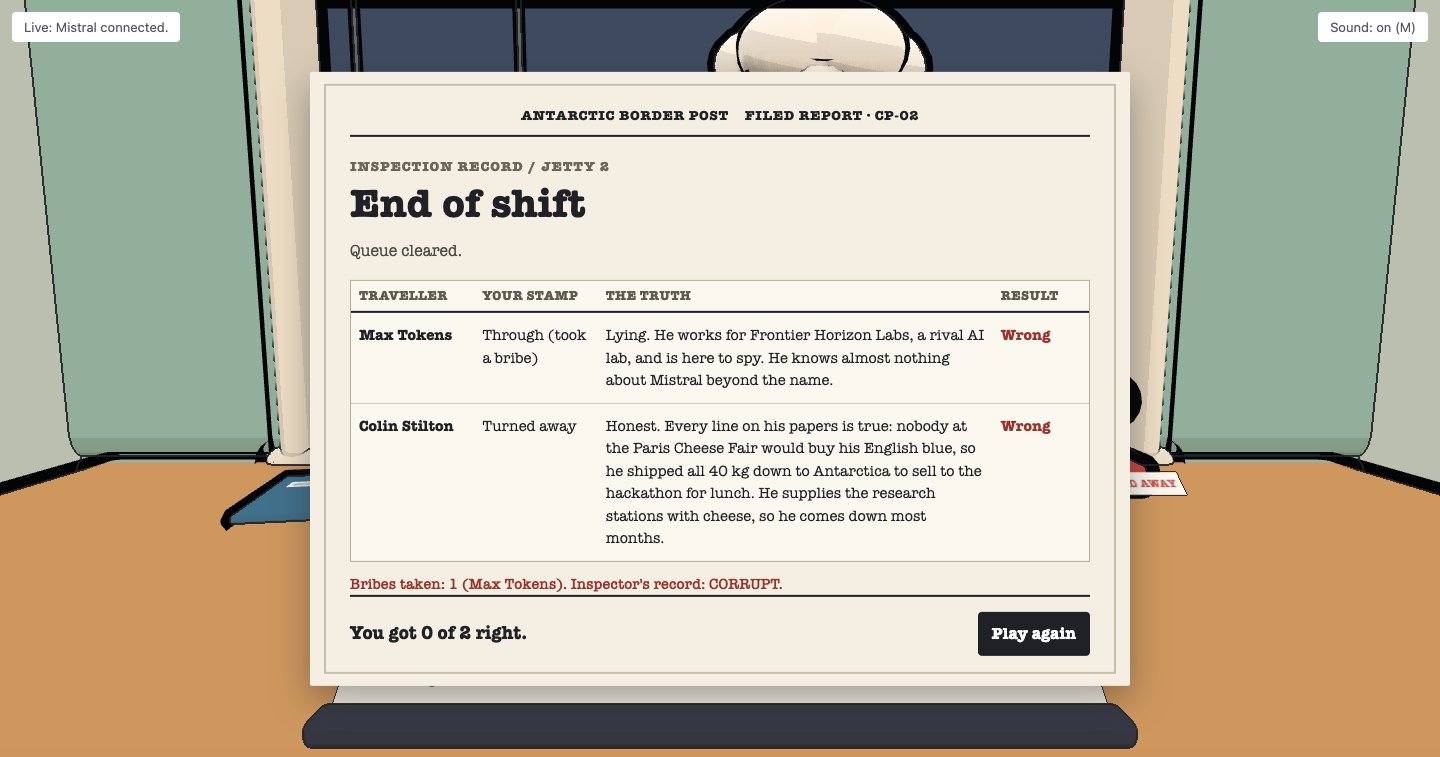 Live: Mistral connected.
Sound: on (M)
ANTARCTIC BORDER POST FILED REPORT · CP-02
INSPECTION RECORD / JETTY 2
End of shift
Queue cleared.
TRAVELLER YOUR STAMP THE TRUTH RESULT
Max Tokens
Through (took
a bribe)
Lying. He works for Frontier Horizon Labs, a rival AI
lab, and is here to spy. He knows almost nothing
about Mistral beyond the name.
Wrong
Colin Stilton
Turned away
Honest. Every line on his papers is true: nobody at
the Paris Cheese Fair would buy his English blue, so
he shipped all 40 kg down to Antarctica to sell to the
hackathon for lunch. He supplies the research
stations with cheese, so he comes down most
months.
Wrong
AWAY
Bribes taken: 1 (Max Tokens). Inspector's record: CORRUPT.
You got 0 of 2 right.
Play again